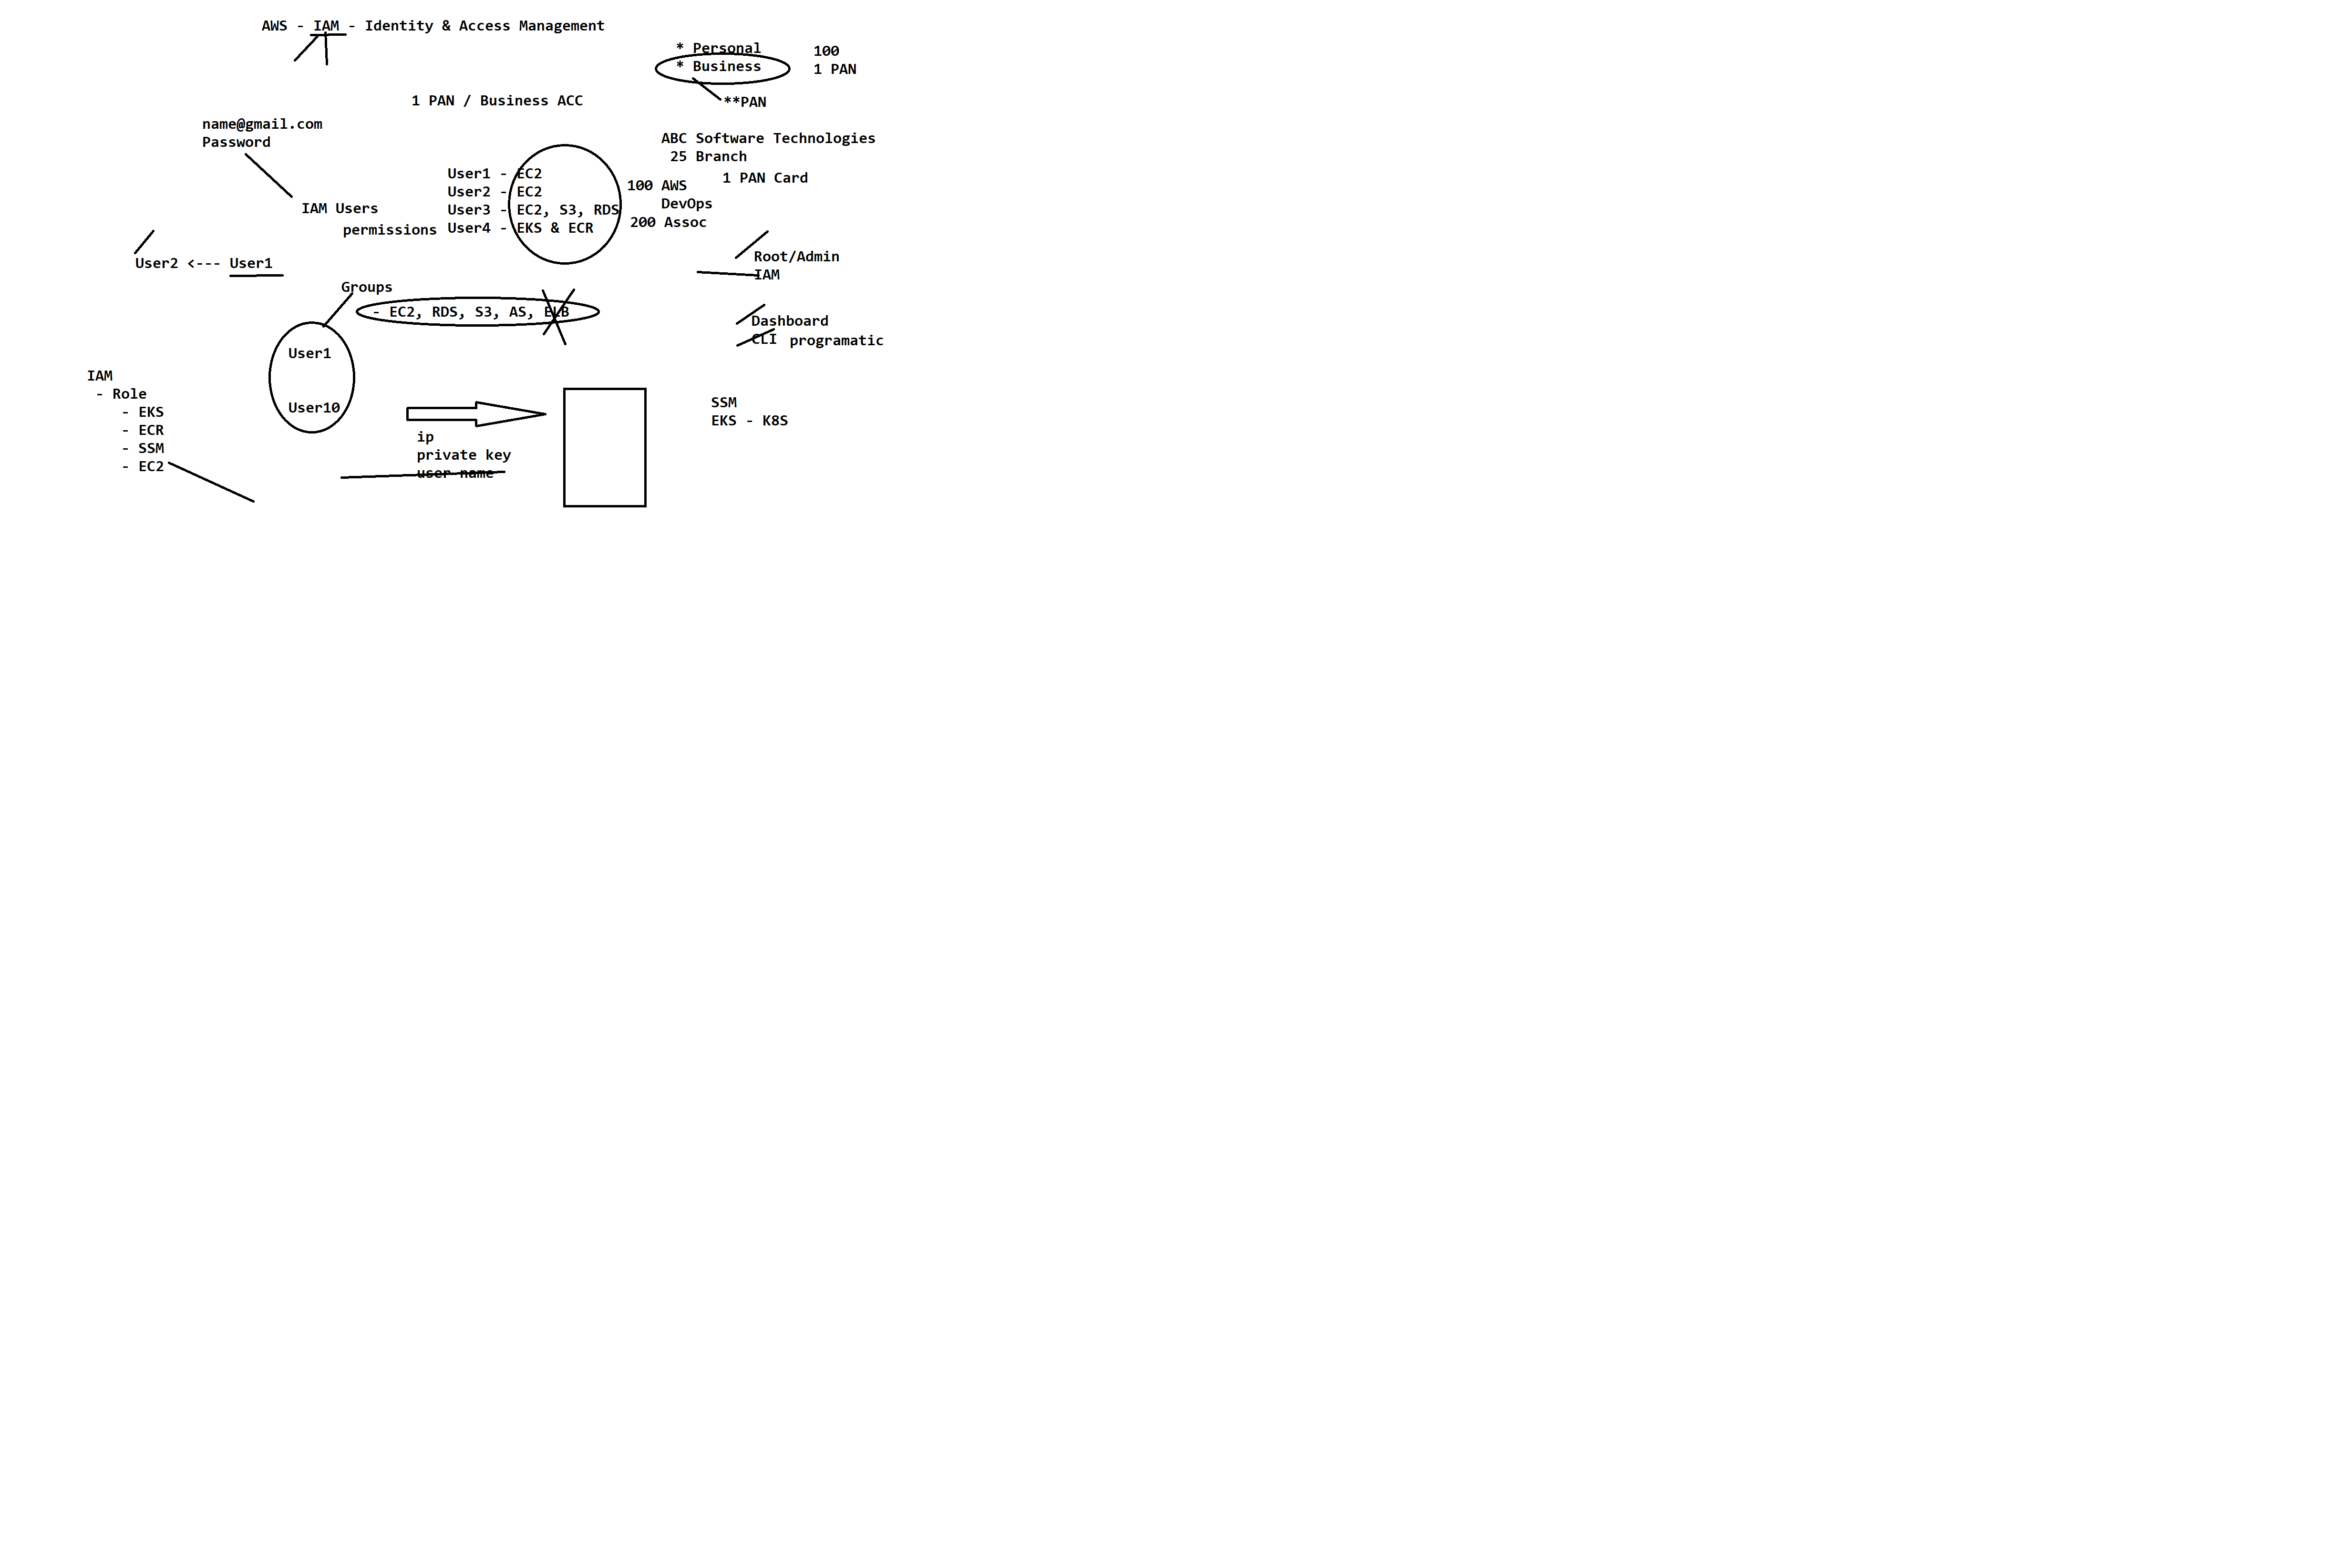 AWS - IAM - Identity & Access Management
* Personal
* Business
100
1 PAN
**PAN
1 PAN / Business ACC
name@gmail.com
Password
ABC Software Technologies
25 Branch
1 PAN Card
User1 - EC2
User2 - EC2
User3 - EC2, S3, RDS
User4 - EKS & ECR
100 AWS
DevOps
200 Assoc
IAM Users
permissions
Root/Admin
IAM
User2 <--- User1
Groups
- EC2, RDS, S3, AS, ELB
Dashboard
CLI programatic
User1
User10
IAM
- Role
- EKS
- ECR
- SSM
- EC2
ip
private key
user name
SSM
EKS - K8S